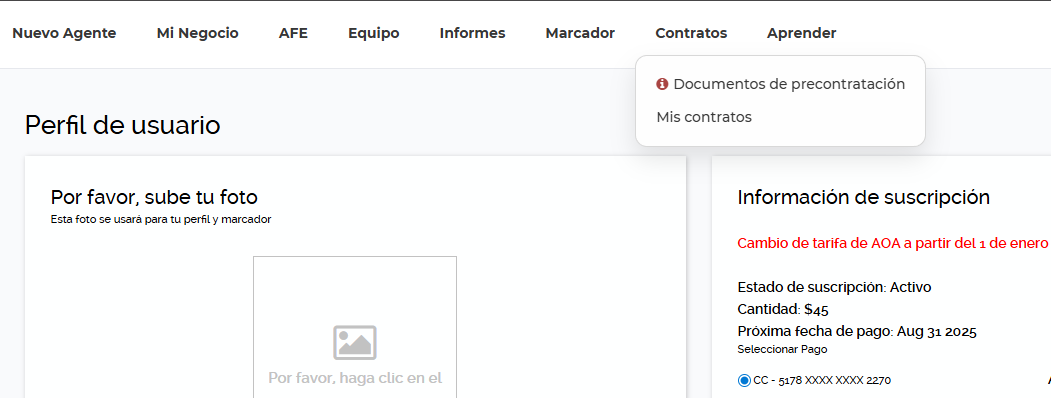 Nuevo Agente Mi Negocio AFE Equipo Informes Marcador Contratos Aprender
Documentos de precontratación
Mis contratos
Perfil de usuario
Por favor, sube tu foto
Esta foto se usará para tu perfil y marcador
Por favor, haga clic en el
Información de suscripción
Cambio de tarifa de AOA a partir del 1 de enero
Estado de suscripción: Activo
Cantidad: $45
Próxima fecha de pago: Aug 31 2025
Seleccionar Pago
CC - 5178 XXXX XXXX 2270